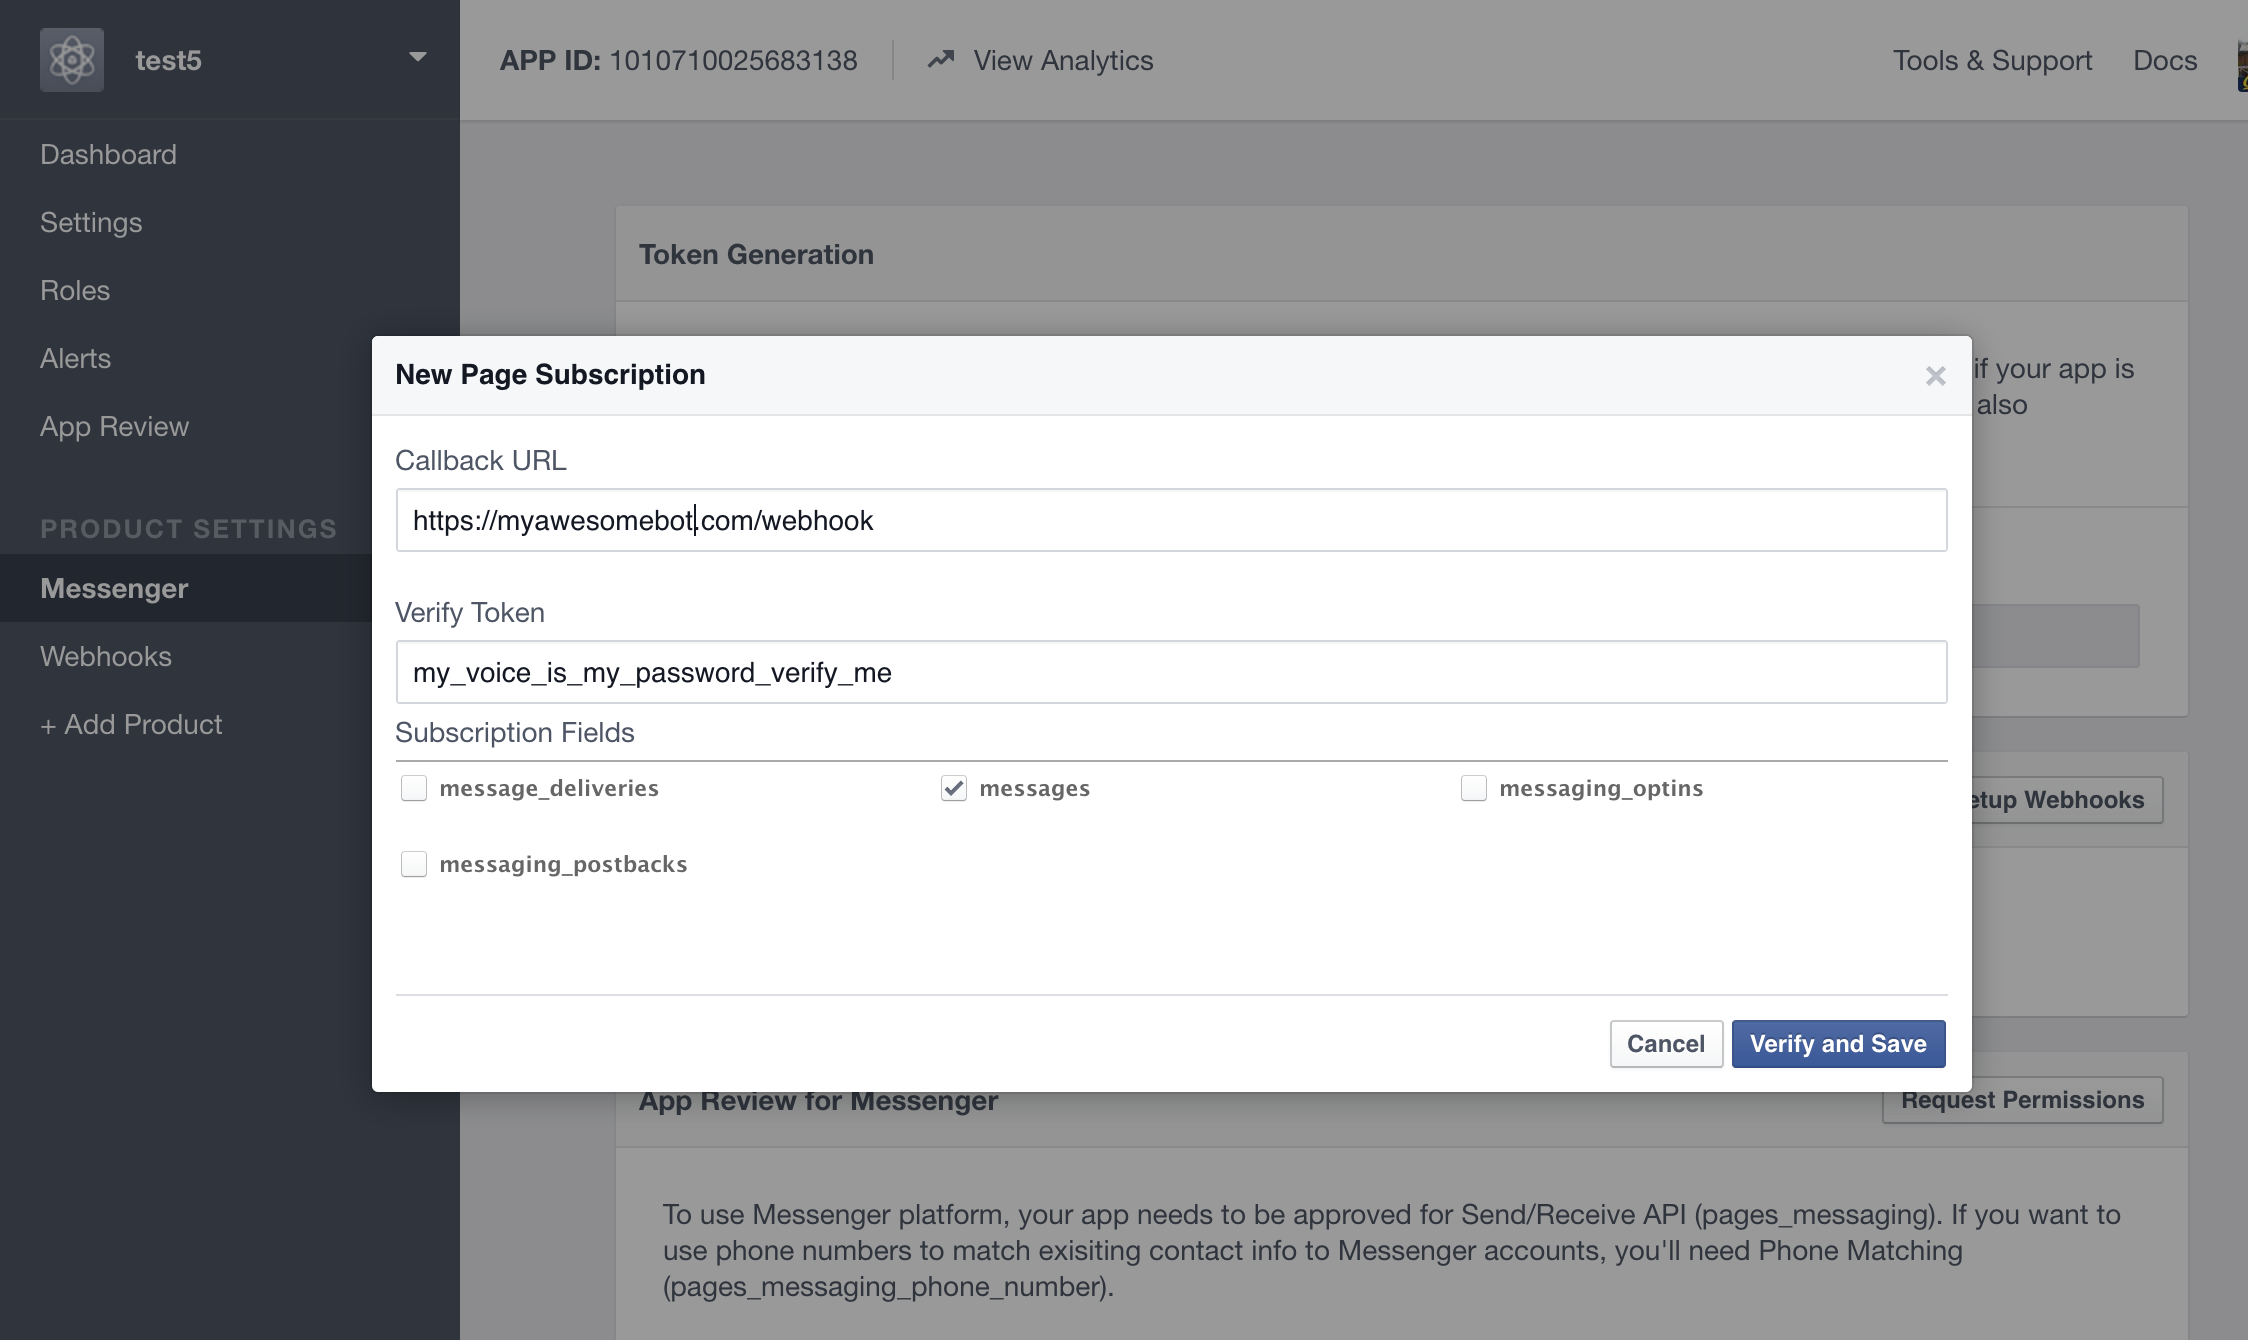 test5
APP ID: 1010710025683138
View Analytics
Tools & Support
Docs
Dashboard
Settings
Roles
Alerts
App Review
PRODUCT SETTINGS
Messenger
Webhooks
+ Add Product
Token Generation
if your app is
also
New Page Subscription
Callback URL
https://myawesomebot.com/webhook
Verify Token
my_voice_is_my_password_verify_me
Subscription Fields
message_deliveries
messages
messaging_optins
messaging_postbacks
Cancel
Verify and Save
etup Webhooks
App Review for Messenger
Request Permissions
To use Messenger platform, your app needs to be approved for Send/Receive API (pages_messaging). If you want to
use phone numbers to match exisiting contact info to Messenger accounts, you'll need Phone Matching
(pages_messaging_phone_number).